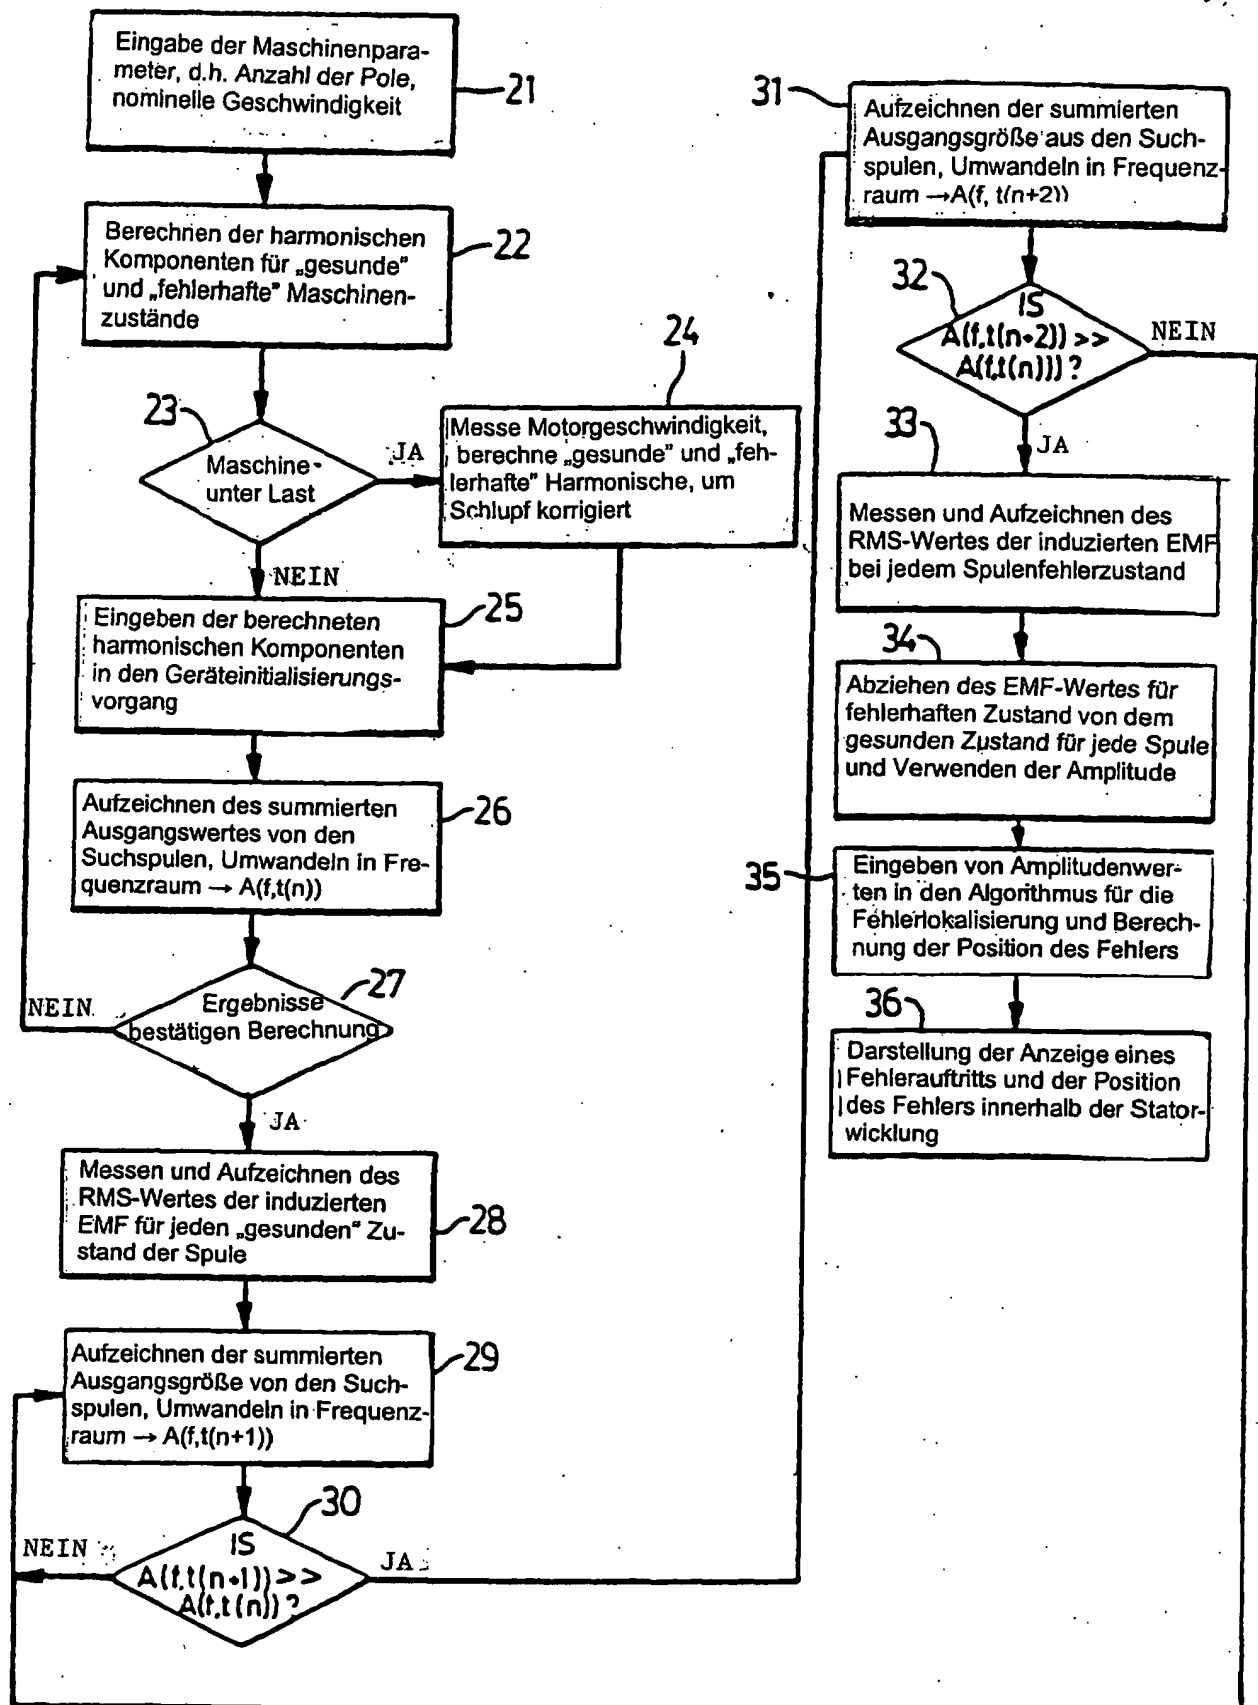 Eingabe der Maschinenpara-
meter, d.h. Anzahl der Pole,
nominelle Geschwindigkeit
21
Berechnen der harmonischen
Komponenten für „gesunde”
und „fehlerhafte” Maschinen-
zustände
22
23
Maschine
unter Last
JA
24
Messe Motorgeschwindigkeit,
berechne „gesunde” und „feh-
lerhafte” Harmonische, um
Schlupf korrigiert
NEIN
Eingeben der berechneten
harmonischen Komponenten
in den Geräteinitialisierungs-
vorgang
25
Aufzeichnen des summierten
Ausgangswertes von den
Suchspulen, Umwandeln in Fre-
quenzraum → A(f,t(n))
26
27
Ergebnisse
bestätigen Berechnung
NEIN
JA
Messen und Aufzeichnen des
RMS-Wertes der induzierten
EMF für jeden „gesunden” Zu-
stand der Spule
28
Aufzeichnen der summierten
Ausgangsgröße von den Such-
spulen, Umwandeln in Frequenz-
raum → A(f,t(n+1))
29
30
IS
A(f,t(n+1)) >>
A(f,t(n)) ?
NEIN
JA
31
Aufzeichnen der summierten
Ausgangsgröße aus den Such-
spulen, Umwandeln in Frequenz-
raum →A(f, t(n+2))
32
IS
A(f,t(n+2)) >>
A(f,t(n))) ?
NEIN
JA
33
Messen und Aufzeichnen des
RMS-Wertes der induzierten EMF
bei jedem Spulenfehlerzustand
34
Abziehen des EMF-Wertes für
fehlerhaften Zustand von dem
gesunden Zustand für jede Spule
und Verwenden der Amplitude
35
Eingeben von Amplitudenwer-
ten in den Algorithmus für die
Fehlerlokalisierung und Berech-
nung der Position des Fehlers
36
Darstellung der Anzeige eines
Fehlerauftritts und der Position
des Fehlers innerhalb der Stator-
wicklung